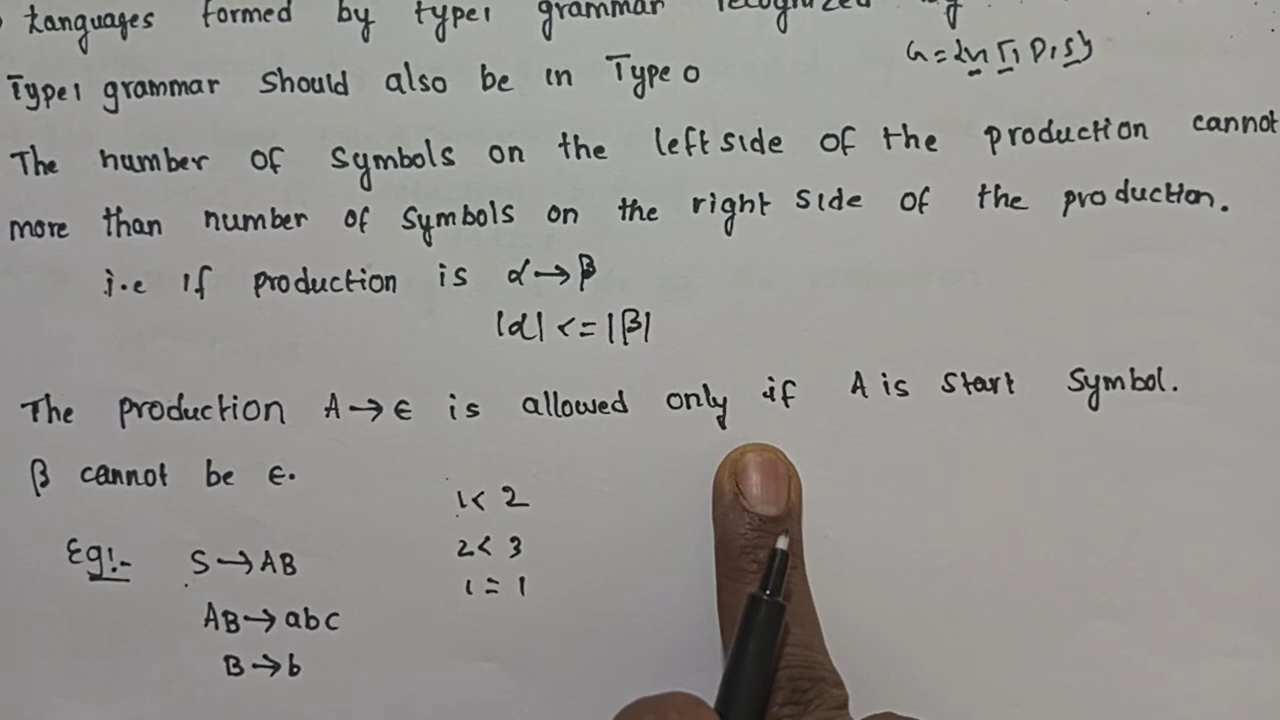 Languages formed by type1 grammar recognized by
G = {V, T, P, S}
Type1 grammar should also be in Type 0
The number of symbols on the left side of the production cannot
more than number of symbols on the right side of the production.
i.e if production is α → β
|α| <= |β|
The production A → ϵ is allowed only if A is start symbol.
β cannot be ϵ.
1 < 2
Eg:- S → AB
2 < 3
1 = 1
AB → abc
B → b